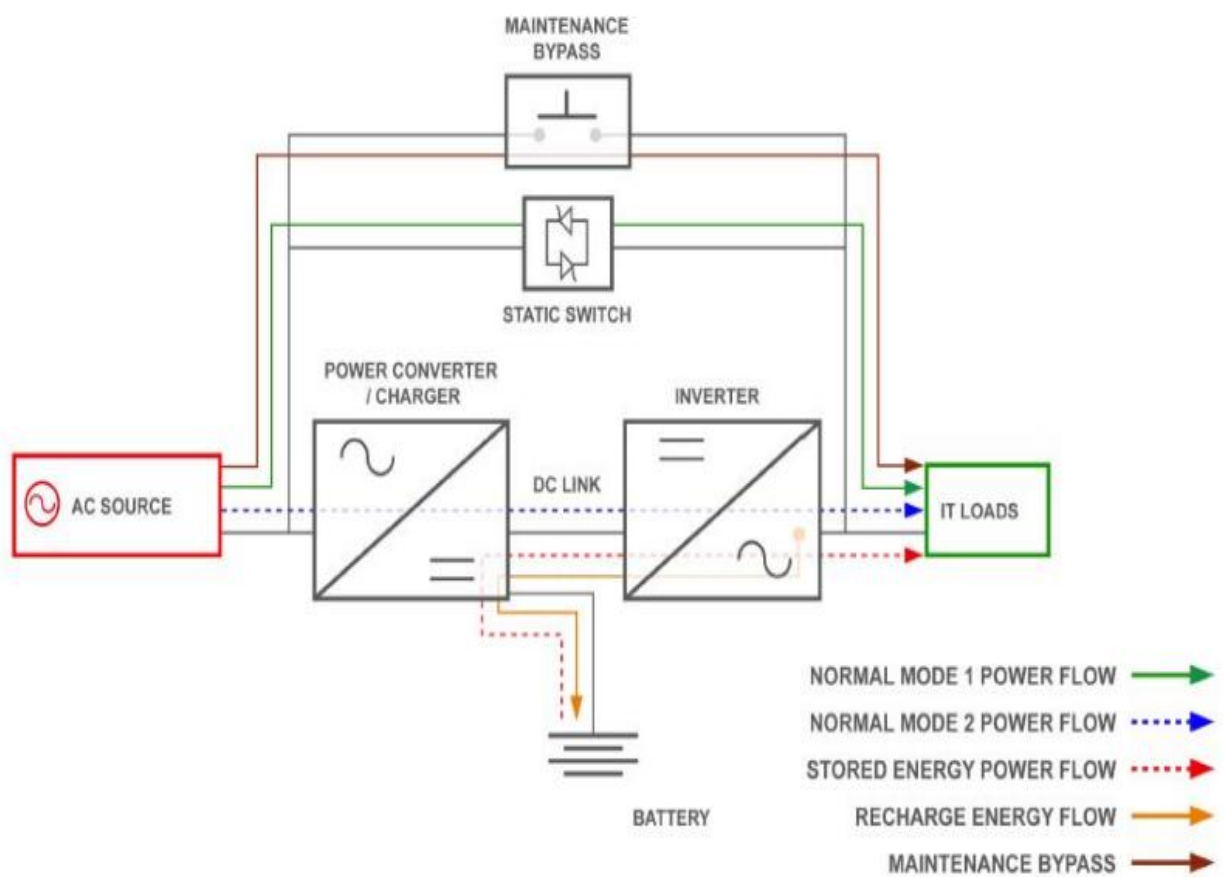 MAINTENANCE
BYPASS
STATIC SWITCH
POWER CONVERTER
/ CHARGER
INVERTER
AC SOURCE
DC LINK
IT LOADS
BATTERY
NORMAL MODE 1 POWER FLOW
NORMAL MODE 2 POWER FLOW
STORED ENERGY POWER FLOW
RECHARGE ENERGY FLOW
MAINTENANCE BYPASS